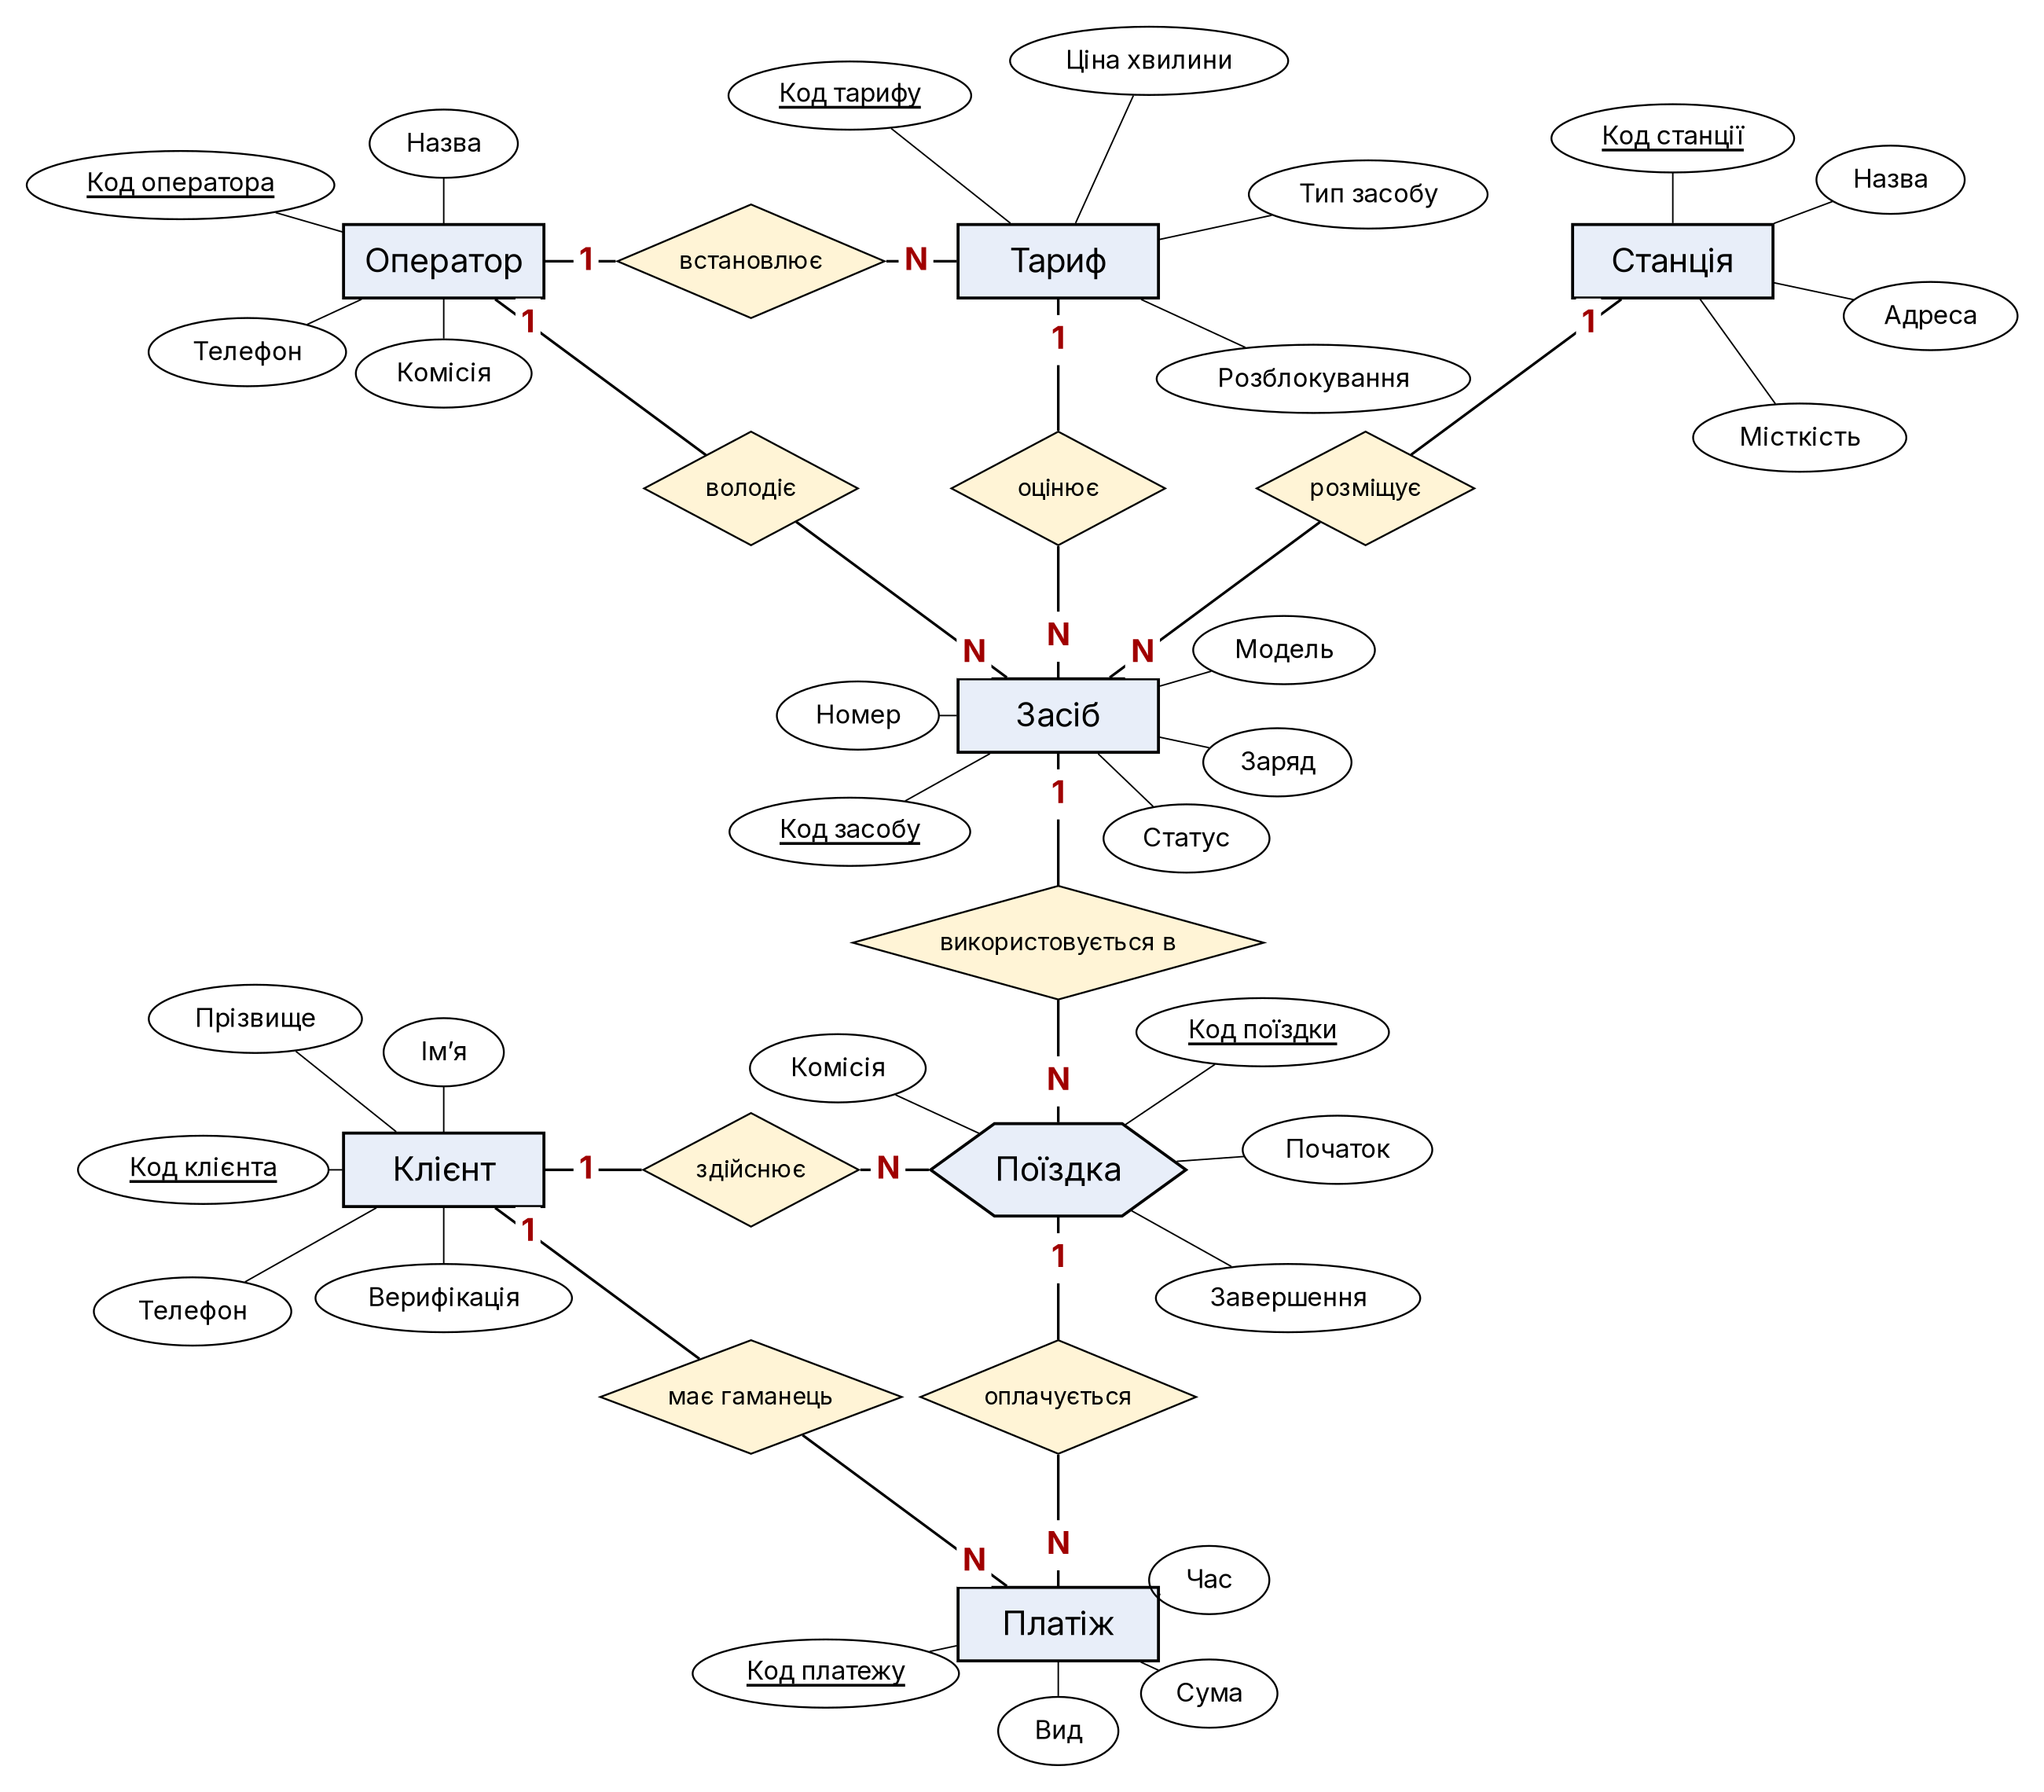 Ціна хвилини
Код тарифу
Код станції
Назва
Назва
Код оператора
Тип засобу
Оператор
1
встановлює
N
Тариф
Станція
Адреса
1
1
1
Телефон
Комісія
Розблокування
Місткість
володіє
оцінює
розміщує
N
N
N
Модель
Номер
Засіб
Заряд
1
Код засобу
Статус
використовується в
Прізвище
Ім’я
Комісія
N
Код поїздки
Код клієнта
Клієнт
1
здійснює
N
Поїздка
Початок
1
1
Телефон
Верифікація
Завершення
має гаманець
оплачується
N
N
Час
Платіж
Код платежу
Сума
Вид